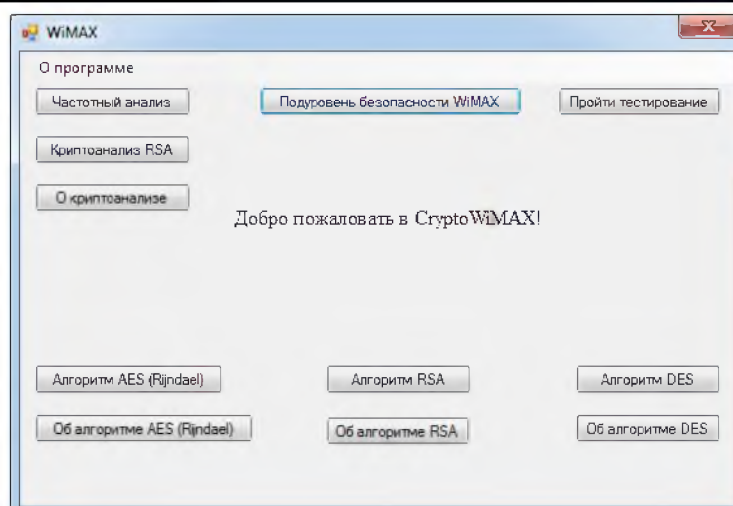 WiMAX
О программе
Частотный анализ
Подуровень безопасности WiMAX
Пройти тестирование
Криптоанализ RSA
О криптоанализе
Добро пожаловать в CryptoWiMAX!
Алгоритм AES (Rijndael)
Алгоритм RSA
Алгоритм DES
Об алгоритме AES (Rijndael)
Об алгоритме RSA
Об алгоритме DES